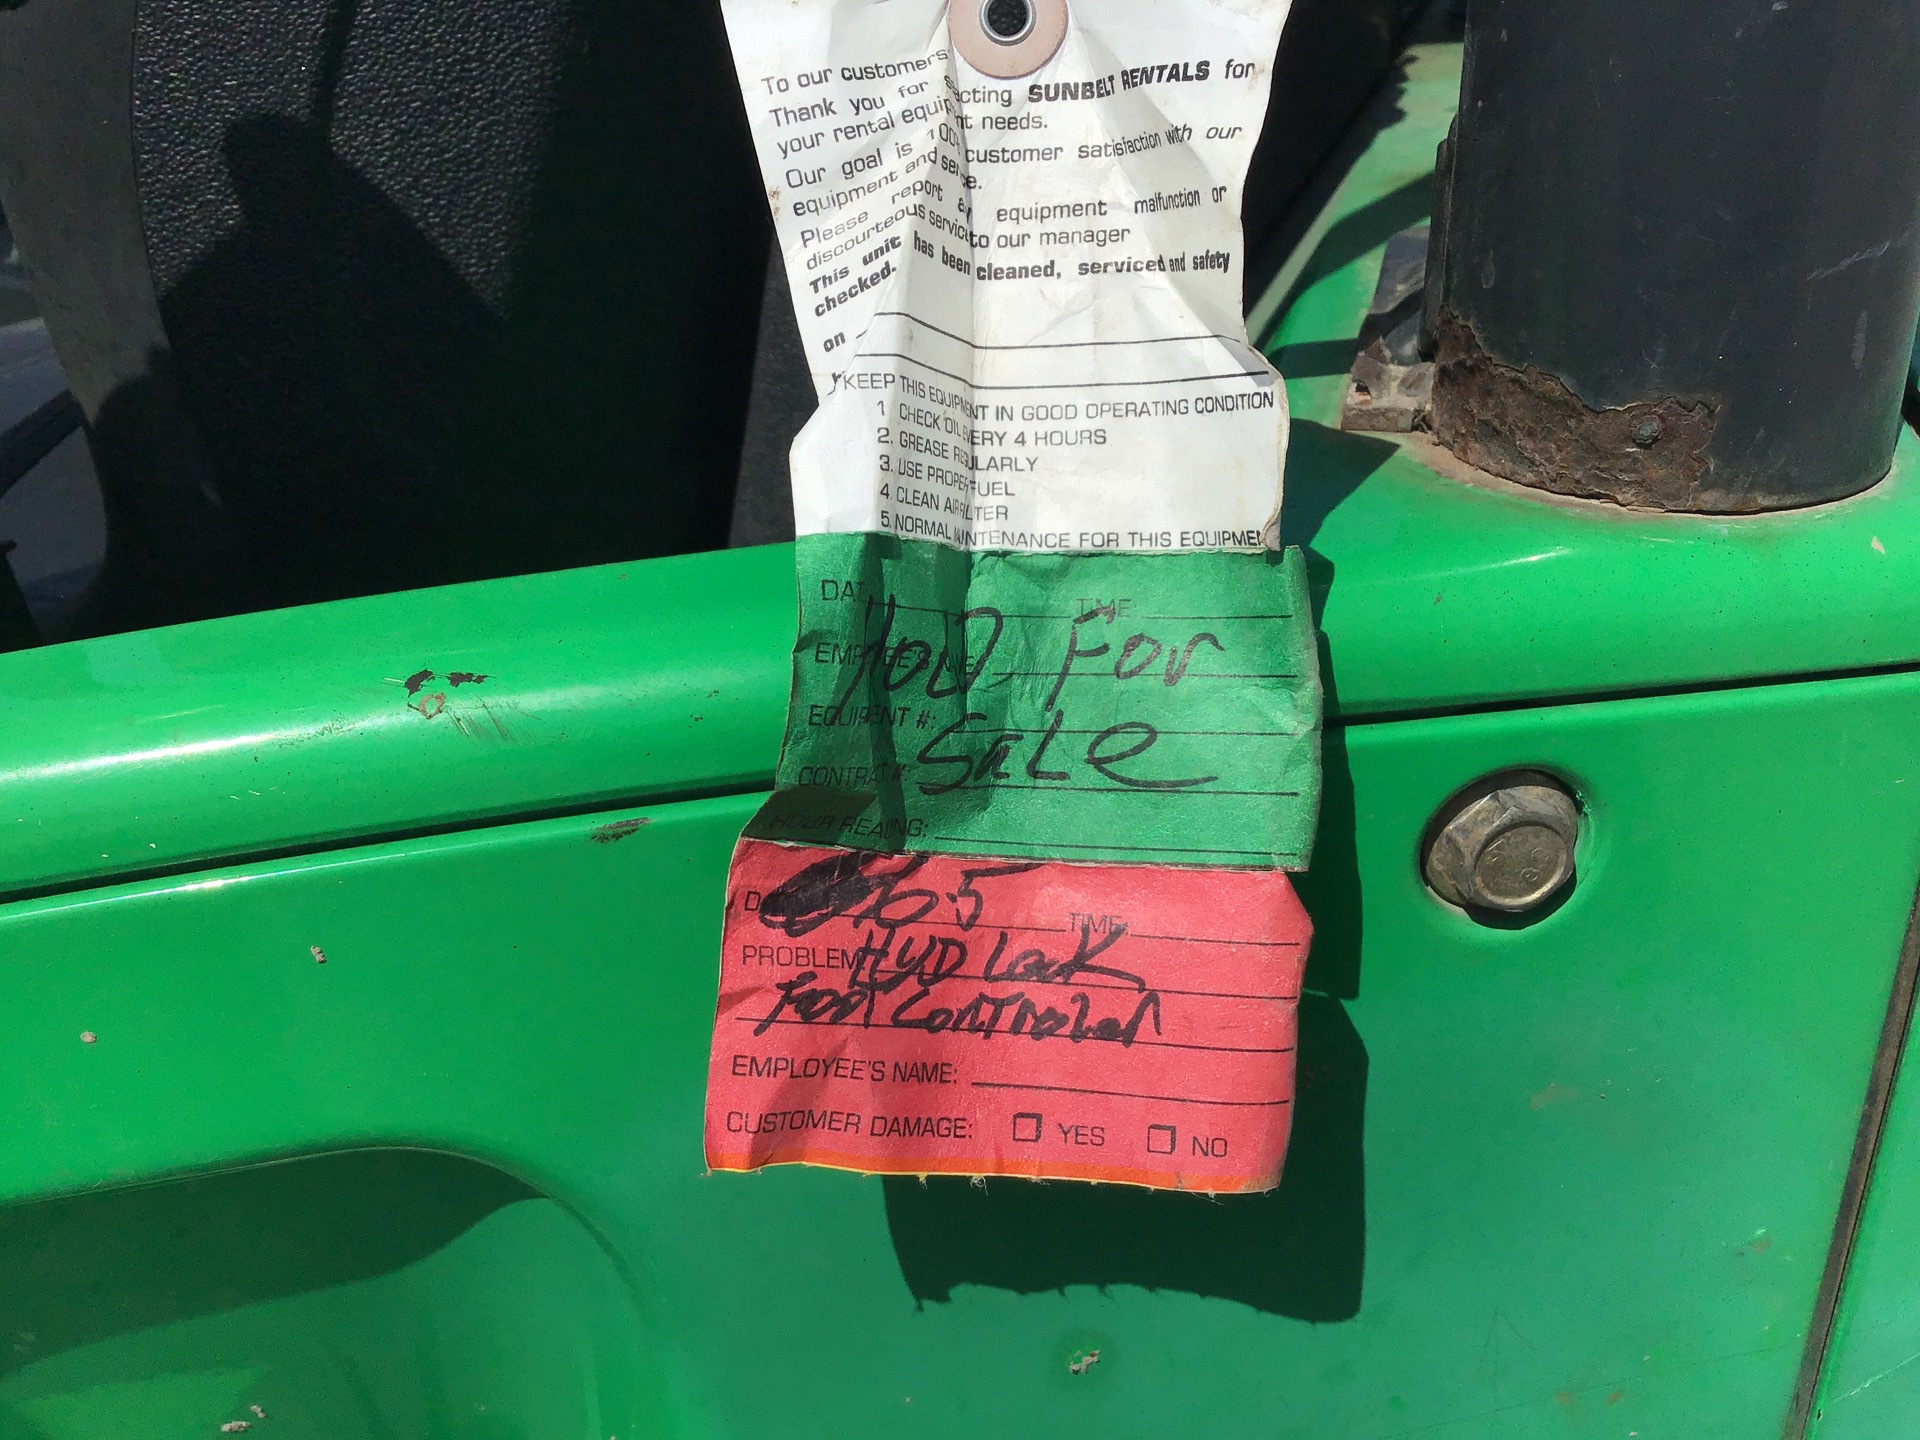 To our customers
Thank you for selecting SUNBELT RENTALS for
your rental equipment needs.
Our goal is 100% customer satisfaction with our
equipment and service.
Please report any equipment malfunction or
discourteous service to our manager
This unit has been cleaned, serviced and safety
checked.
on
KEEP THIS EQUIPMENT IN GOOD OPERATING CONDITION
1 CHECK OIL EVERY 4 HOURS
2. GREASE REGULARLY
3. USE PROPER FUEL
4. CLEAN AIR FILTER
5. NORMAL MAINTENANCE FOR THIS EQUIPMEN
DATE TIME:
HOLD For
EMPLOYEE'S NAME
EQUIPMENT #:
SaLe
CONTRACT #:
HOUR READING:
65
TIME:
PROBLEM HYD Leak
Foot ConTroller
EMPLOYEE'S NAME:
CUSTOMER DAMAGE: YES NO